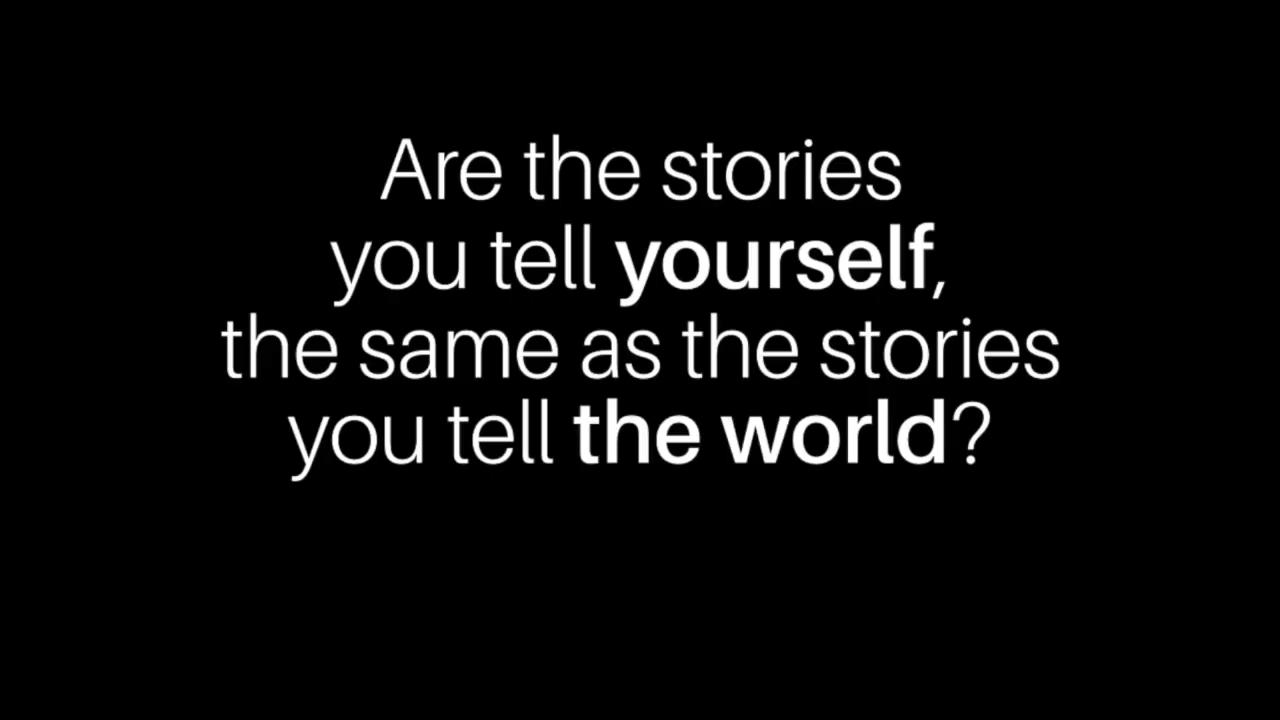 Are the stories
you tell yourself,
the same as the stories
you tell the world?